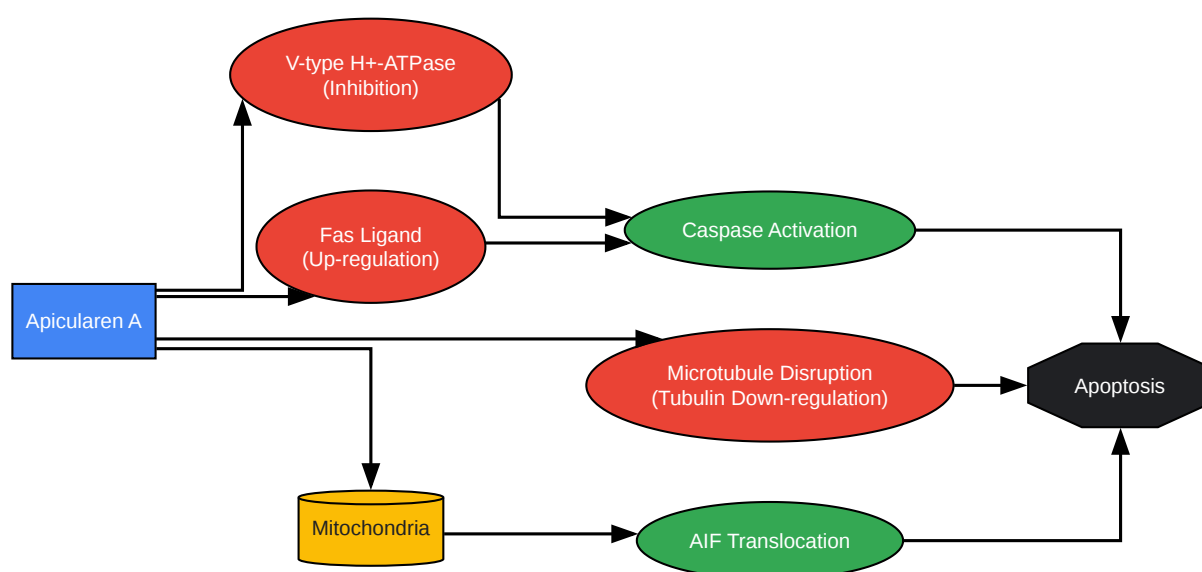 V-type H+-ATPase
(Inhibition)
Fas Ligand
(Up-regulation)
Caspase Activation
Apicularen A
Microtubule Disruption
(Tubulin Down-regulation)
Apoptosis
Mitochondria
AIF Translocation